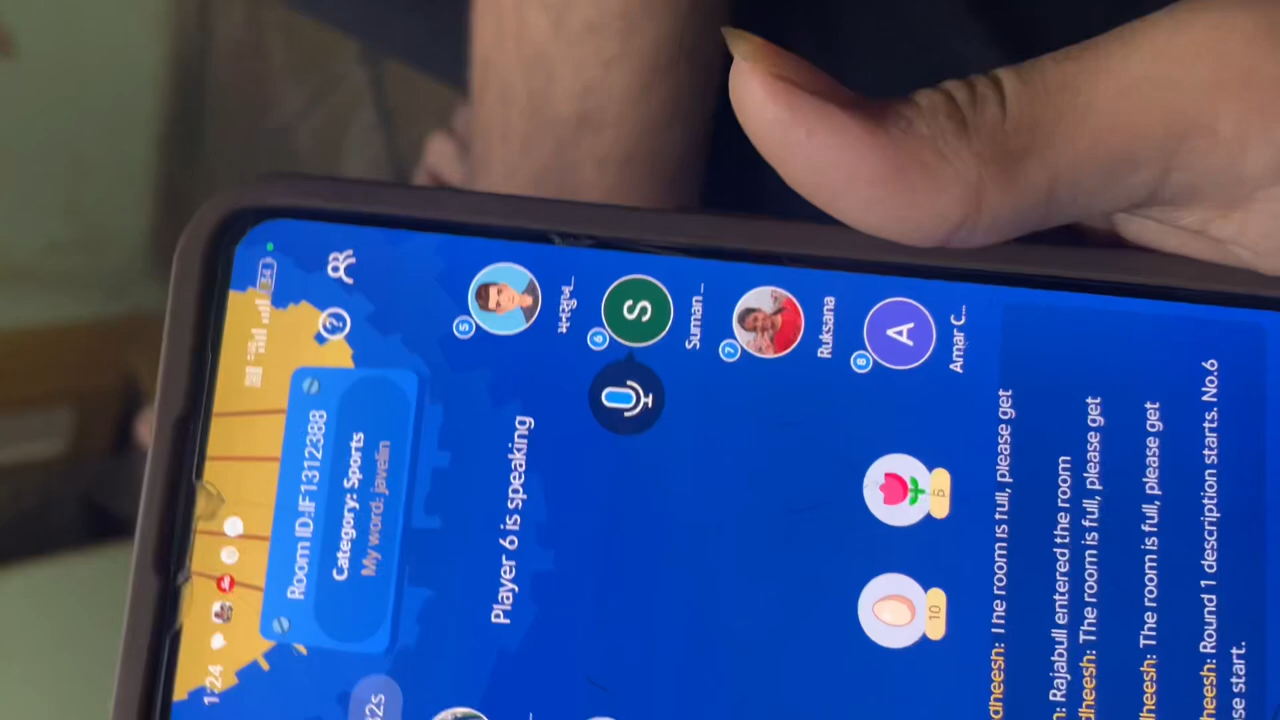 1:24
Room ID:IF1312388
Category: Sports
My word: javelin
?
32s
Player 6 is speaking
5
મનસુખ...
6
S
Suman ...
7
Ruksana
8
A
Amar C...
10
5
dheesh: The room is full, please get
n: Rajabull entered the room
dheesh: The room is full, please get
heesh: The room is full, please get
heesh: Round 1 description starts. No.6
se start.